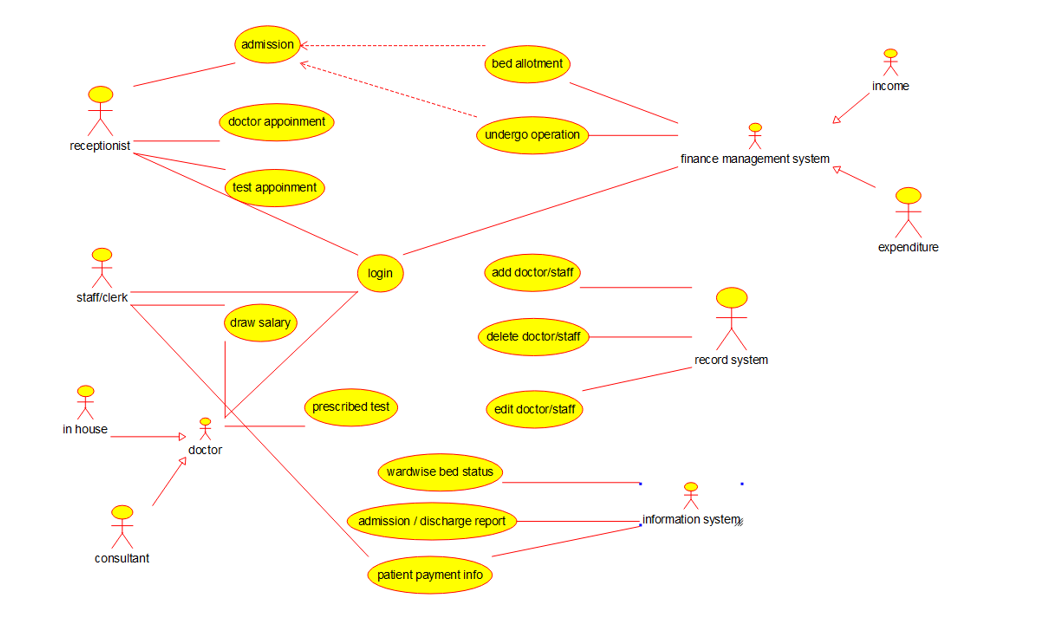 admission
bed allotment
income
doctor appoinment
undergo operation
receptionist
finance management system
test appoinment
expenditure
login
add doctor/staff
staff/clerk
draw salary
delete doctor/staff
record system
prescribed test
edit doctor/staff
in house
doctor
wardwise bed status
admission / discharge report
information system
consultant
patient payment info